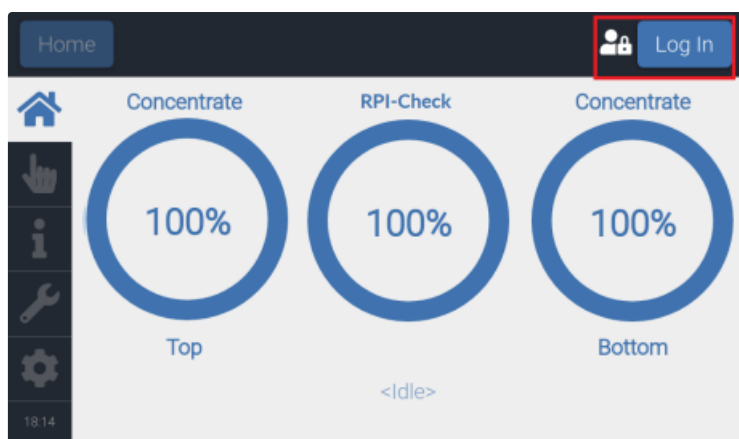 Home
Log In
Concentrate
RPI-Check
Concentrate
100%
100%
100%
Top
Bottom
<Idle>
18:14